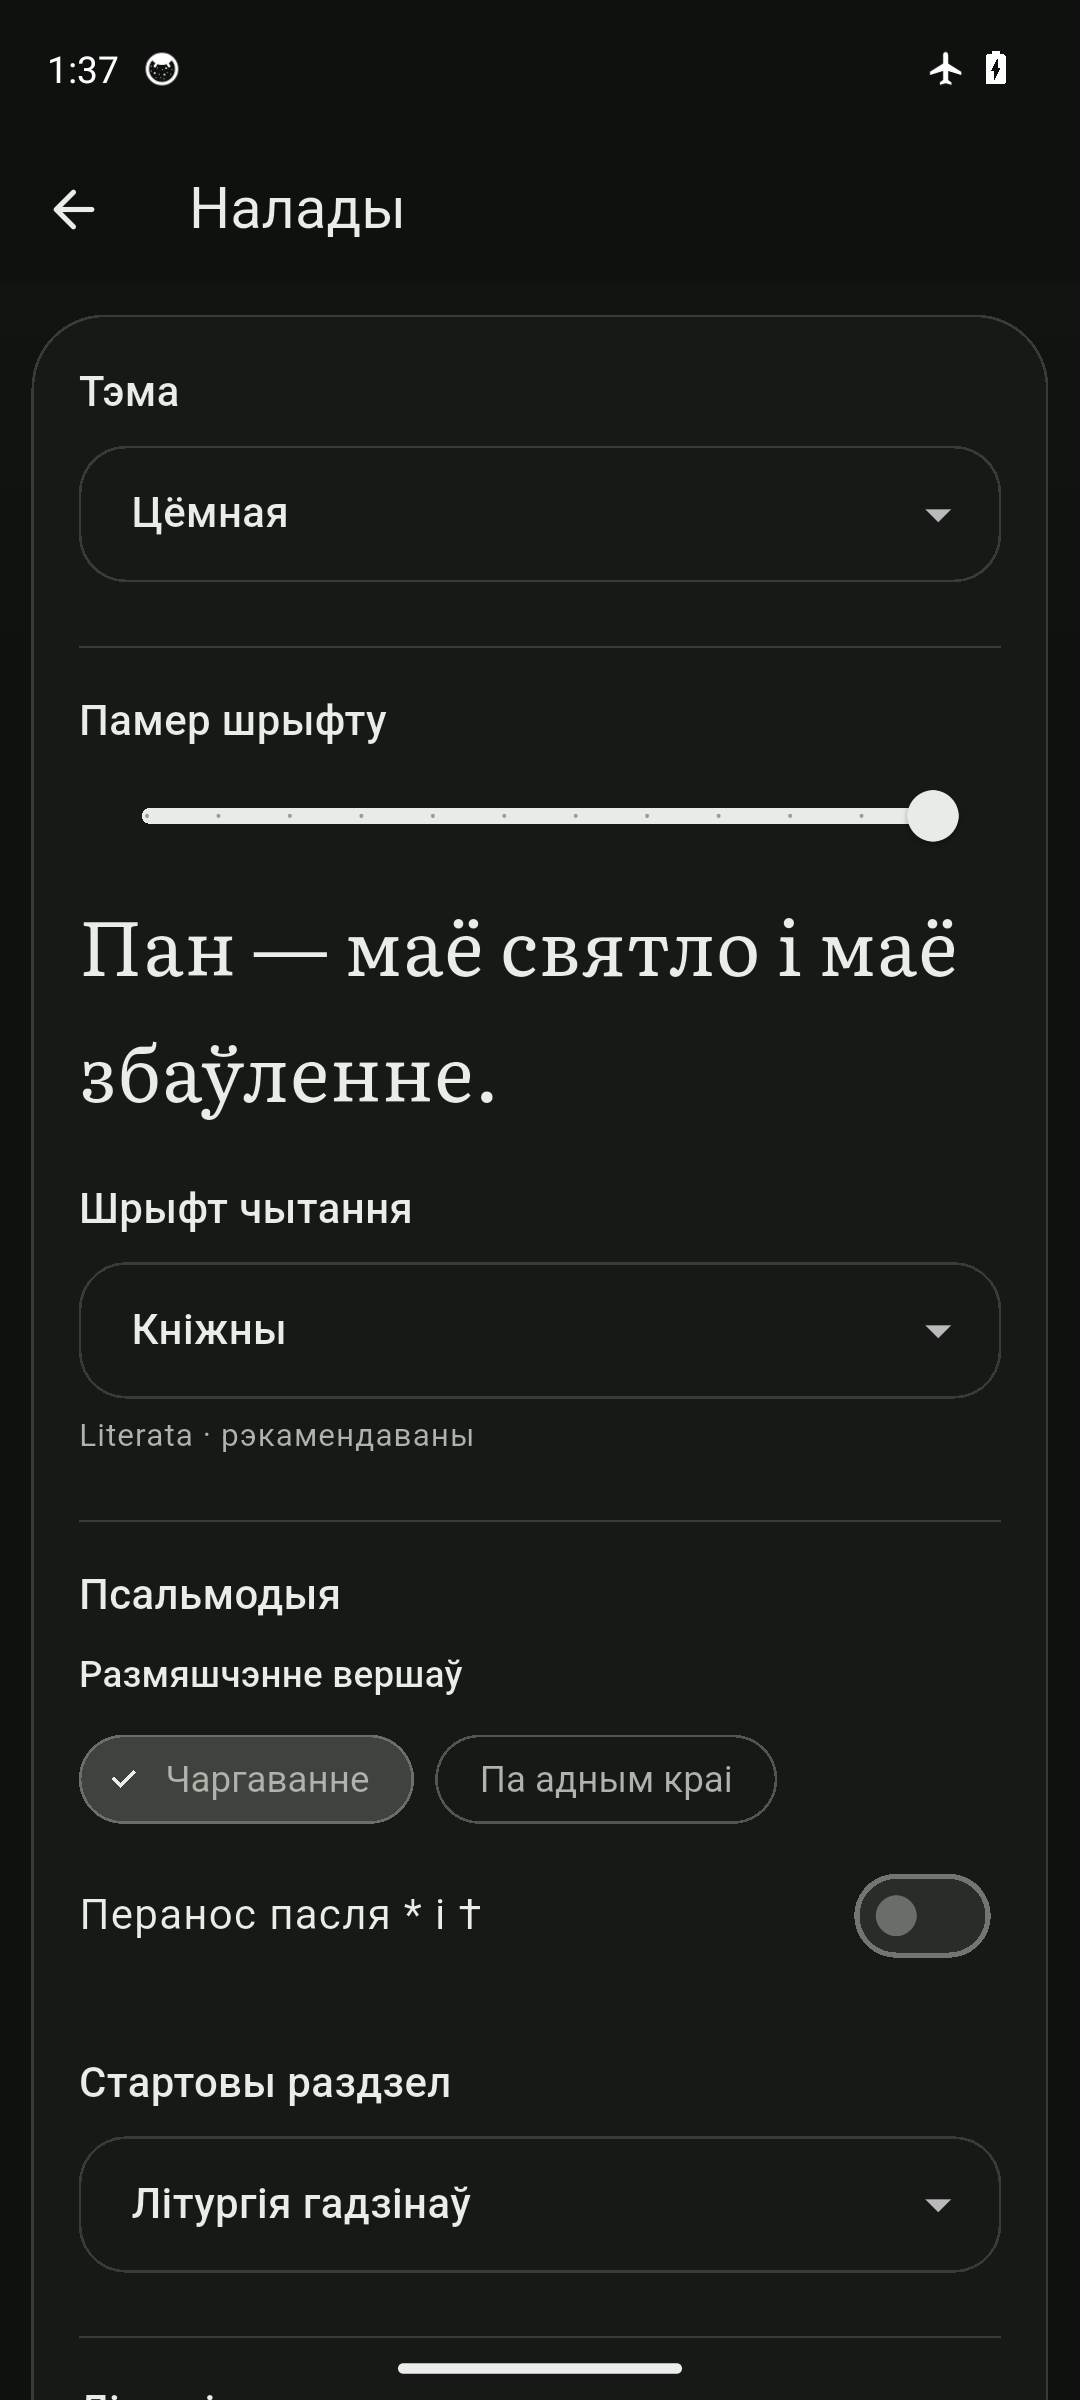 1:37
Налады
Тэма
Цёмная
Памер шрыфту
Пан — маё святло і маё
збаўленне.
Шрыфт чытання
Кніжны
Literata · рэкамендаваны
Псальмодыя
Размяшчэнне вершаў
Чаргаванне
Па адным краі
Перанос пасля * і †
Стартовы раздзел
Літургія гадзінаў